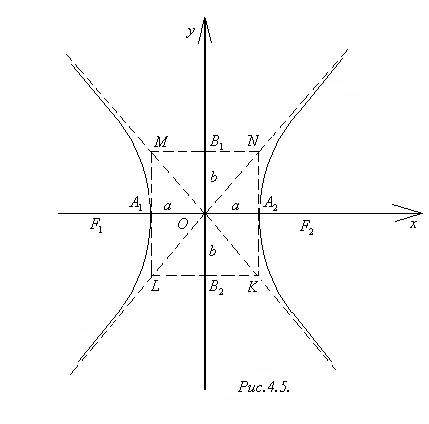 y
M B₁ N
b
A₁ a a A₂
F₁ O F₂ x
b
L B₂ K
Рис.4.5.